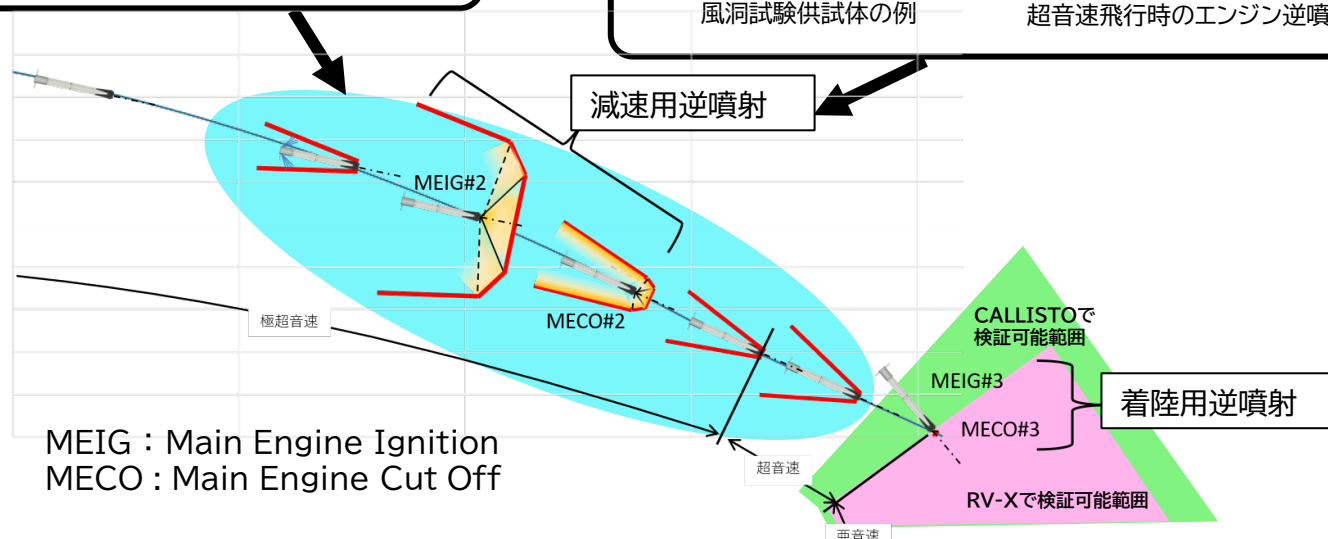 風洞試験供試体の例
超音速飛行時のエンジン逆噴
減速用逆噴射
MEIG#2
極超音速
MECO#2
CALLISTOで
検証可能範囲
MEIG#3
着陸用逆噴射
MECO#3
MEIG：Main Engine Ignition
MECO : Main Engine Cut Off
超音速
RV-Xで検証可能範囲
亜音速